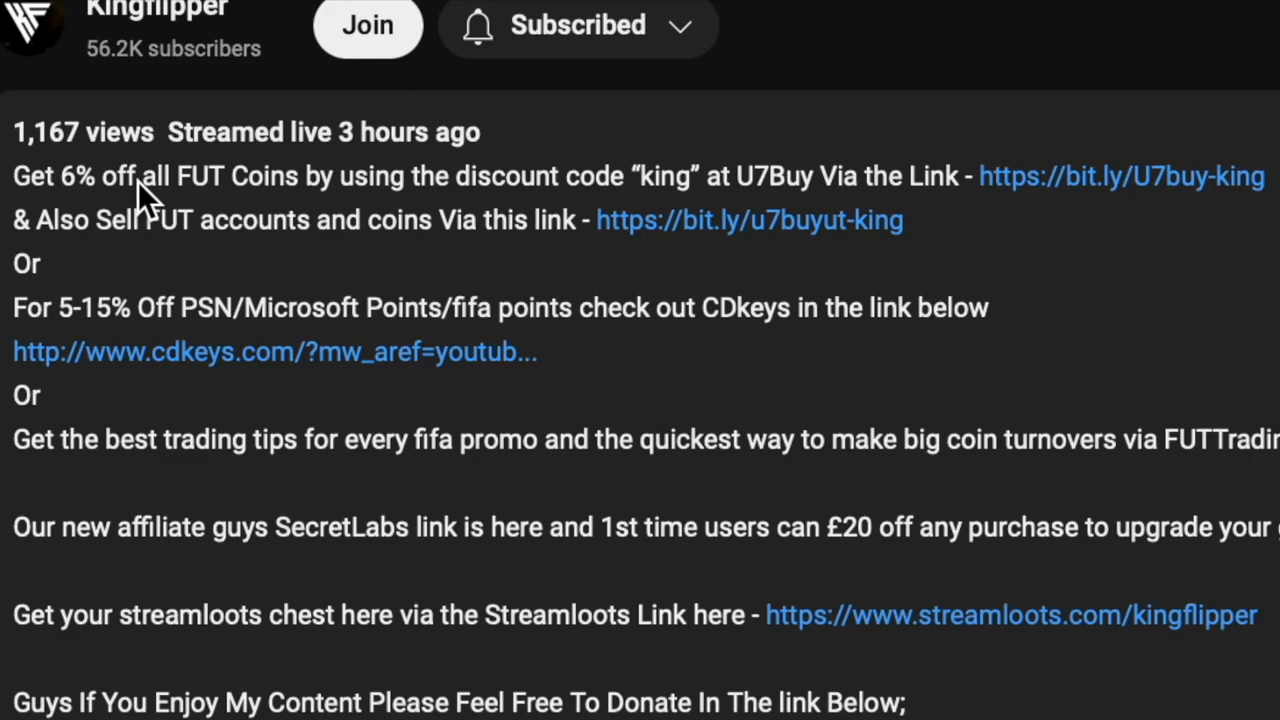 Kingflipper
56.2K subscribers
Join
Subscribed
1,167 views Streamed live 3 hours ago
Get 6% off all FUT Coins by using the discount code “king” at U7Buy Via the Link - https://bit.ly/U7buy-king
& Also Sell FUT accounts and coins Via this link - https://bit.ly/u7buyut-king
Or
For 5-15% Off PSN/Microsoft Points/fifa points check out CDkeys in the link below
http://www.cdkeys.com/?mw_aref=youtub...
Or
Get the best trading tips for every fifa promo and the quickest way to make big coin turnovers via FUTTradin
Our new affiliate guys SecretLabs link is here and 1st time users can £20 off any purchase to upgrade your
Get your streamloots chest here via the Streamloots Link here - https://www.streamloots.com/kingflipper
Guys If You Enjoy My Content Please Feel Free To Donate In The link Below;